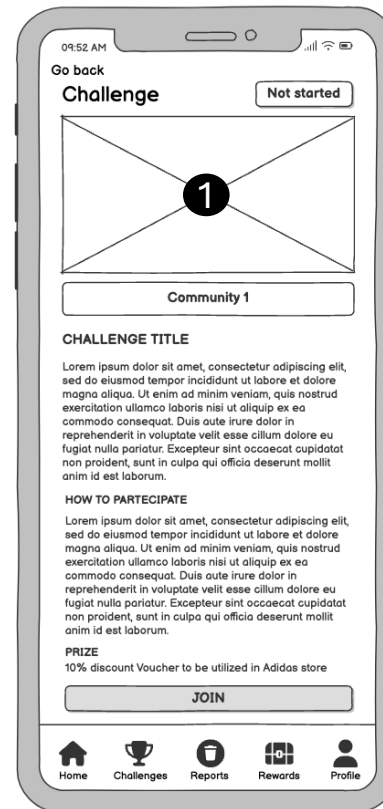 09:52 AM
Go back
Challenge
Not started
1
Community 1
CHALLENGE TITLE
Lorem ipsum dolor sit amet, consectetur adipiscing elit,
sed do eiusmod tempor incididunt ut labore et dolore
magna aliqua. Ut enim ad minim veniam, quis nostrud
exercitation ullamco laboris nisi ut aliquip ex ea
commodo consequat. Duis aute irure dolor in
reprehenderit in voluptate velit esse cillum dolore eu
fugiat nulla pariatur. Excepteur sint occaecat cupidatat
non proident, sunt in culpa qui officia deserunt mollit
anim id est laborum.
HOW TO PARTECIPATE
Lorem ipsum dolor sit amet, consectetur adipiscing elit,
sed do eiusmod tempor incididunt ut labore et dolore
magna aliqua. Ut enim ad minim veniam, quis nostrud
exercitation ullamco laboris nisi ut aliquip ex ea
commodo consequat. Duis aute irure dolor in
reprehenderit in voluptate velit esse cillum dolore eu
fugiat nulla pariatur. Excepteur sint occaecat cupidatat
non proident, sunt in culpa qui officia deserunt mollit
anim id est laborum.
PRIZE
10% discount Voucher to be utilized in Adidas store
JOIN
Home
Challenges
Reports
Rewards
Profile